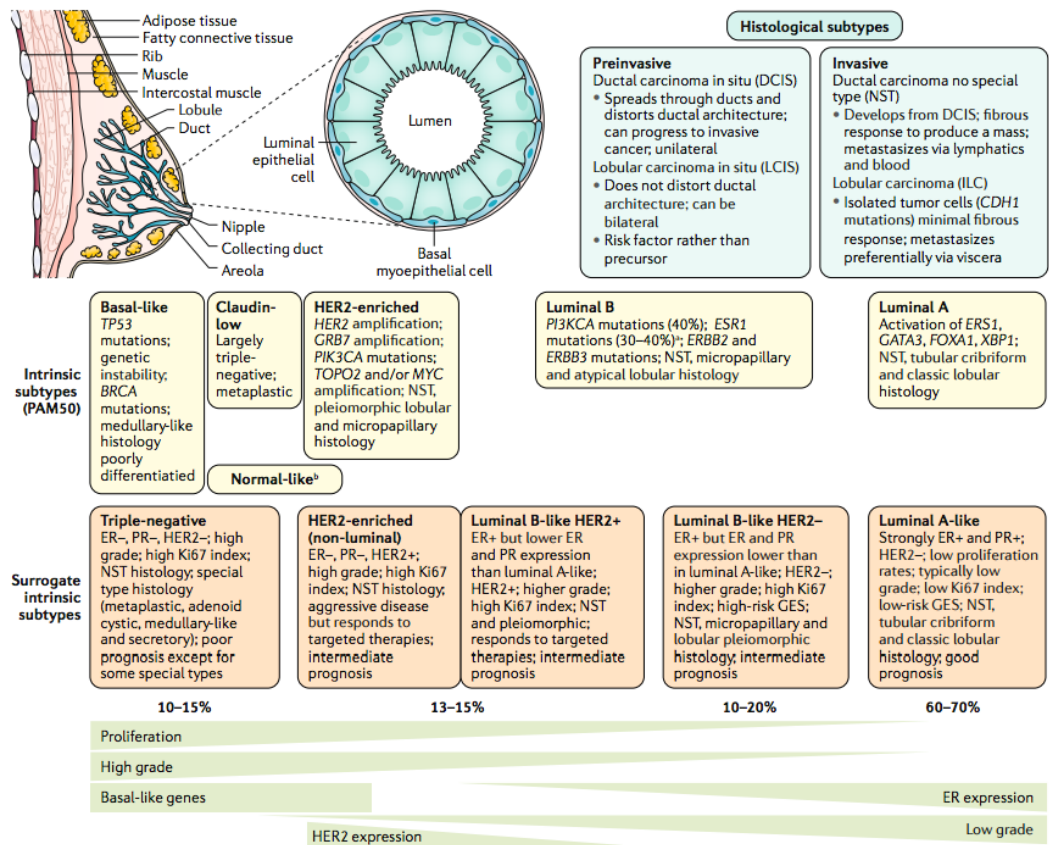 Adipose tissue
Fatty connective tissue
Rib
Muscle
Intercostal muscle
Lobule
Duct
Nipple
Collecting duct
Areola
Luminal
epithelial
cell
Lumen
Basal
myoepithelial cell
Histological subtypes
Preinvasive
Ductal carcinoma in situ (DCIS)
• Spreads through ducts and
distorts ductal architecture;
can progress to invasive
cancer; unilateral
Lobular carcinoma in situ (LCIS)
• Does not distort ductal
architecture; can be
bilateral
• Risk factor rather than
precursor
Invasive
Ductal carcinoma no special
type (NST)
• Develops from DCIS; fibrous
response to produce a mass;
metastasizes via lymphatics
and blood
Lobular carcinoma (ILC)
• Isolated tumor cells (CDH1
mutations) minimal fibrous
response; metastasizes
preferentially via viscera
Intrinsic
subtypes
(PAM50)
Basal-like
TP53
mutations;
genetic
instability;
BRCA
mutations;
medullary-like
histology
poorly
differentiatied
Claudin-
low
Largely
triple-
negative;
metaplastic
Normal-likeᵇ
HER2-enriched
HER2 amplification;
GRB7 amplification;
PIK3CA mutations;
TOPO2 and/or MYC
amplification; NST,
pleiomorphic lobular
and micropapillary
histology
Luminal B
PI3KCA mutations (40%); ESR1
mutations (30–40%)ᵃ; ERBB2 and
ERBB3 mutations; NST, micropapillary
and atypical lobular histology
Luminal A
Activation of ERS1,
GATA3, FOXA1, XBP1;
NST, tubular cribriform
and classic lobular
histology
Surrogate
intrinsic
subtypes
Triple-negative
ER–, PR–, HER2–; high
grade; high Ki67 index;
NST histology; special
type histology
(metaplastic, adenoid
cystic, medullary-like
and secretory); poor
prognosis except for
some special types
HER2-enriched
(non-luminal)
ER–, PR–, HER2+;
high grade; high Ki67
index; NST histology;
aggressive disease
but responds to
targeted therapies;
intermediate
prognosis
Luminal B-like HER2+
ER+ but lower ER
and PR expression
than luminal A-like;
HER2+; higher grade;
high Ki67 index; NST
and pleiomorphic;
responds to targeted
therapies; intermediate
prognosis
Luminal B-like HER2–
ER+ but ER and PR
expression lower than
in luminal A-like; HER2–;
higher grade; high Ki67
index; high-risk GES;
NST, micropapillary and
lobular pleiomorphic
histology; intermediate
prognosis
Luminal A-like
Strongly ER+ and PR+;
HER2–; low proliferation
rates; typically low
grade; low Ki67 index;
low-risk GES; NST,
tubular cribriform
and classic lobular
histology; good
prognosis
10–15%
13–15%
10–20%
60–70%
Proliferation
High grade
Basal-like genes
ER expression
Low grade
HER2 expression